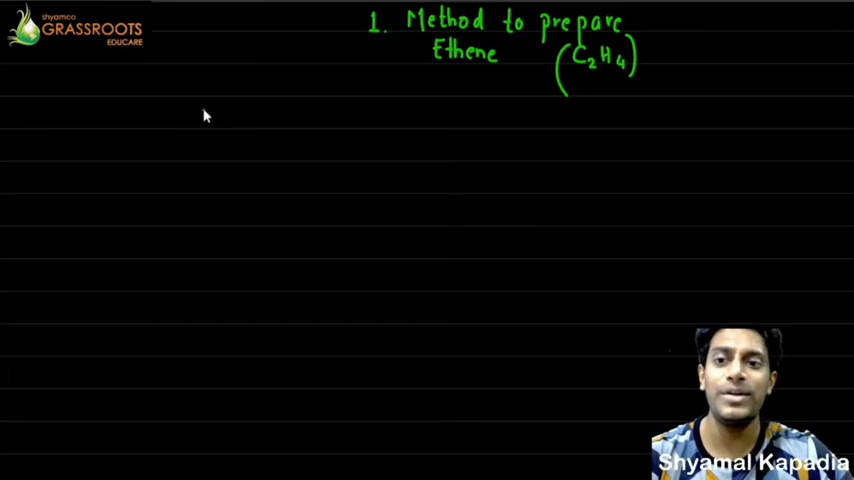 shyamco
GRASSROOTS
EDUCARE
1. Method to prepare
Ethene (C₂H₄)
Shyamal Kapadia